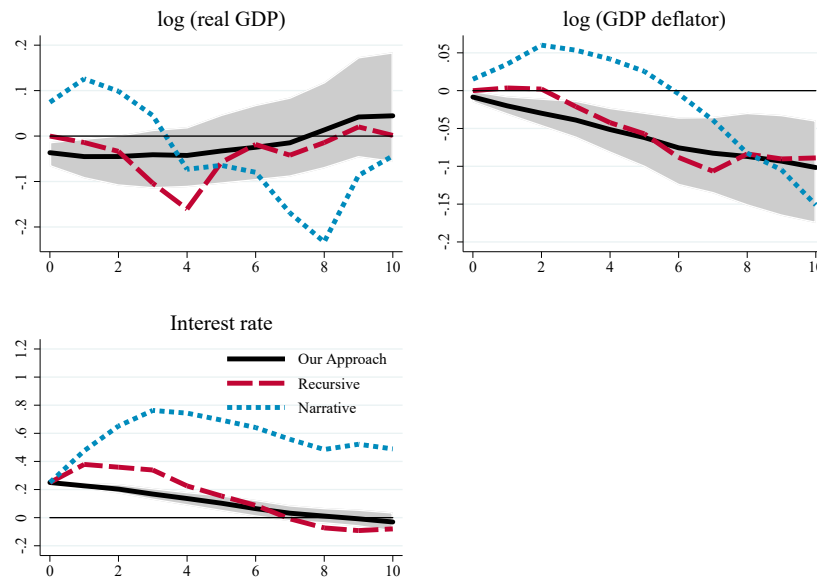 log (real GDP)
.2
.1
0
-.1
-.2
0 2 4 6 8 10
log (GDP deflator)
.05
0
-.05
-.1
-.15
-.2
0 2 4 6 8 10
Interest rate
1.2
1
.8
.6
.4
.2
0
-.2
0 2 4 6 8 10
Our Approach
Recursive
Narrative